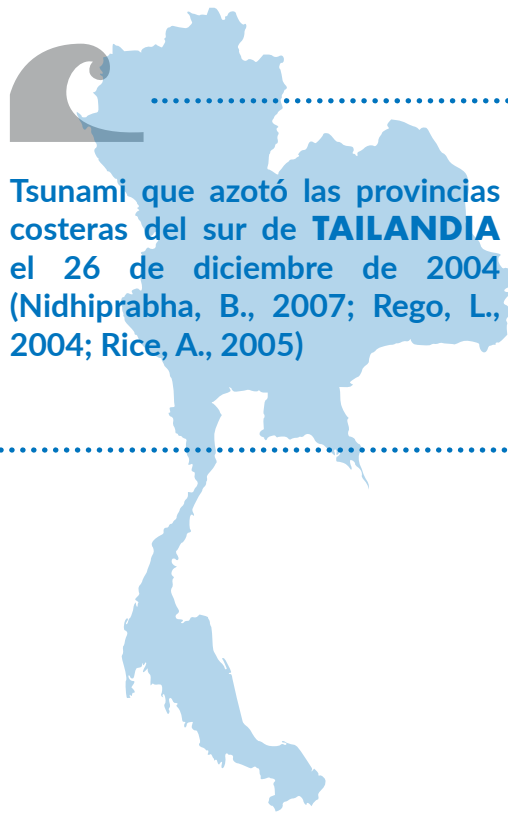 Tsunami que azotó las provincias
costeras del sur de TAILANDIA
el 26 de diciembre de 2004
(Nidhiprabha, B., 2007; Rego, L.,
2004; Rice, A., 2005)